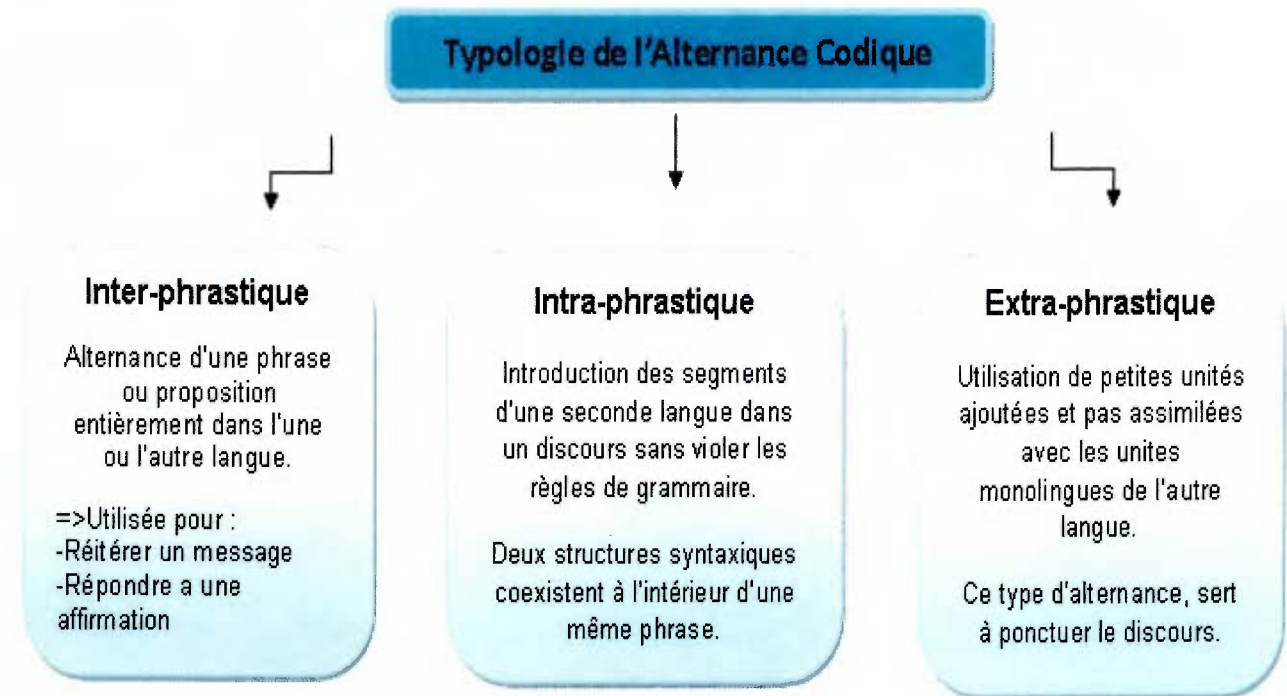 Typologie de l'Alternance Codique
Inter-phrastique
Alternance d'une phrase
ou proposition
entièrement dans l'une
ou l'autre langue.
=>Utilisée pour :
-Réitérer un message
-Répondre a une
affirmation
Intra-phrastique
Introduction des segments
d'une seconde langue dans
un discours sans violer les
règles de grammaire.
Deux structures syntaxiques
coexistent à l'intérieur d'une
même phrase.
Extra-phrastique
Utilisation de petites unités
ajoutées et pas assimilées
avec les unites
monolingues de l'autre
langue.
Ce type d'alternance, sert
à ponctuer le discours.